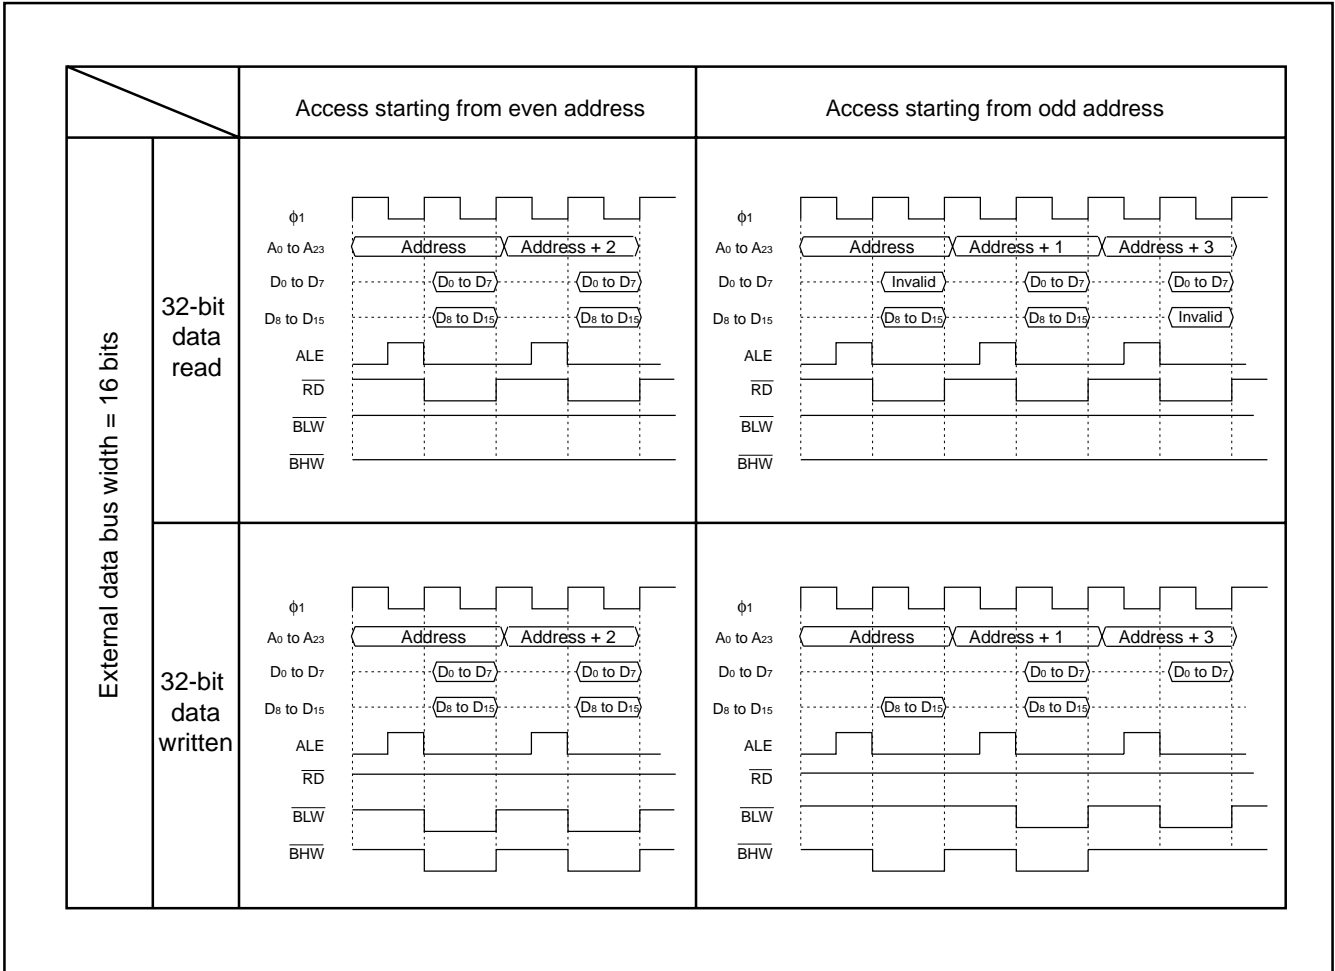 Access starting from even address
Access starting from odd address
External data bus width = 16 bits
32-bit
data
read
ϕ1
A0 to A23
Address
Address + 2
D0 to D7
D0 to D7
D0 to D7
D8 to D15
D8 to D15
D8 to D15
ALE
RD
BLW
BHW
ϕ1
A0 to A23
Address
Address + 1
Address + 3
D0 to D7
Invalid
D0 to D7
D0 to D7
D8 to D15
D8 to D15
D8 to D15
Invalid
ALE
RD
BLW
BHW
32-bit
data
written
ϕ1
A0 to A23
Address
Address + 2
D0 to D7
D0 to D7
D0 to D7
D8 to D15
D8 to D15
D8 to D15
ALE
RD
BLW
BHW
ϕ1
A0 to A23
Address
Address + 1
Address + 3
D0 to D7
D0 to D7
D0 to D7
D8 to D15
D8 to D15
D8 to D15
ALE
RD
BLW
BHW